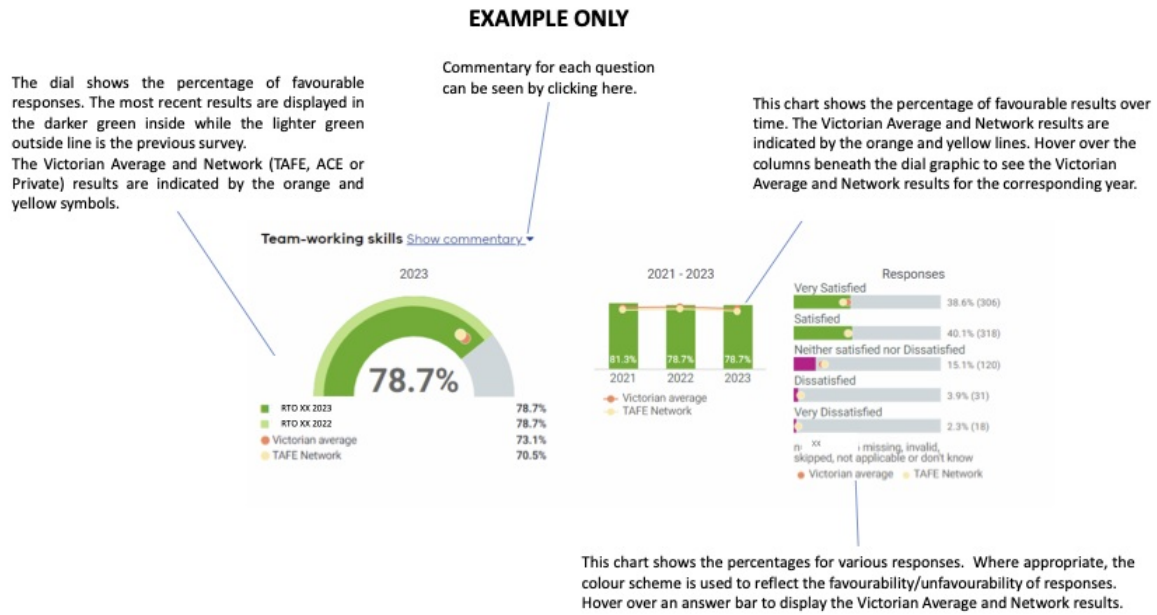 EXAMPLE ONLY
The dial shows the percentage of favourable
responses. The most recent results are displayed in
the darker green inside while the lighter green
outside line is the previous survey.
The Victorian Average and Network (TAFE, ACE or
Private) results are indicated by the orange and
yellow symbols.
Commentary for each question
can be seen by clicking here.
This chart shows the percentage of favourable results over
time. The Victorian Average and Network results are
indicated by the orange and yellow lines. Hover over the
columns beneath the dial graphic to see the Victorian
Average and Network results for the corresponding year.
Team-working skills Show commentary
2023
78.7%
RTO XX 2023 78.7%
RTO XX 2022 78.7%
Victorian average 73.1%
TAFE Network 70.5%
2021 - 2023
81.3% 78.7% 78.7%
2021 2022 2023
Victorian average
TAFE Network
Responses
Very Satisfied
38.6% (306)
Satisfied
40.1% (318)
Neither satisfied nor Dissatisfied
15.1% (120)
Dissatisfied
3.9% (31)
Very Dissatisfied
2.3% (18)
xx missing, invalid,
skipped, not applicable or don't know
Victorian average TAFE Network
This chart shows the percentages for various responses. Where appropriate, the
colour scheme is used to reflect the favourability/unfavourability of responses.
Hover over an answer bar to display the Victorian Average and Network results.